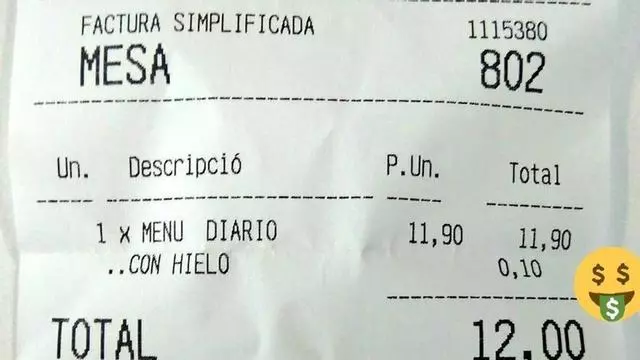 FACTURA SIMPLIFICADA 1115380
MESA 802
Un. Descripció P.Un. Total
1 x MENU DIARIO 11,90 11,90
..CON HIELO 0,10
TOTAL 12.00
$ $
$